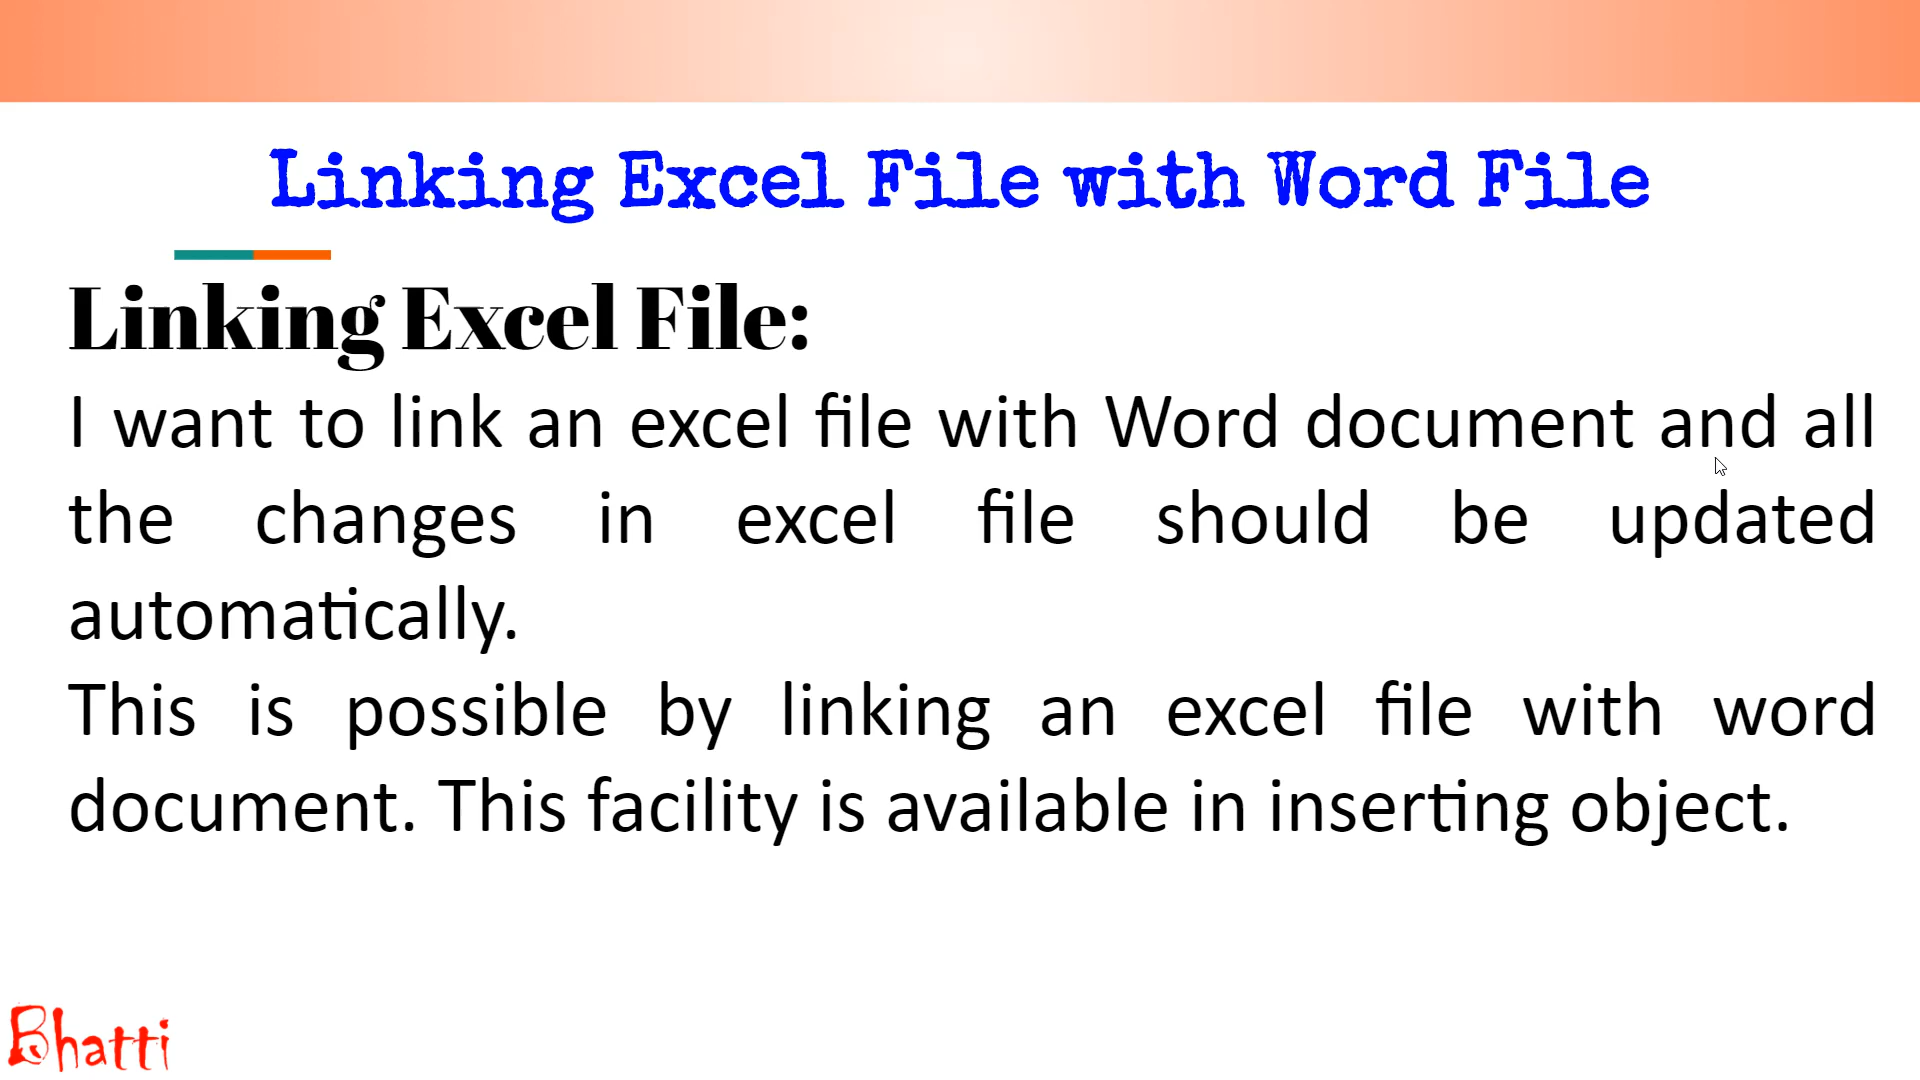 Linking Excel File with Word File
Linking Excel File:
I want to link an excel file with Word document and all
the changes in excel file should be updated
automatically.
This is possible by linking an excel file with word
document. This facility is available in inserting object.
Bhatti